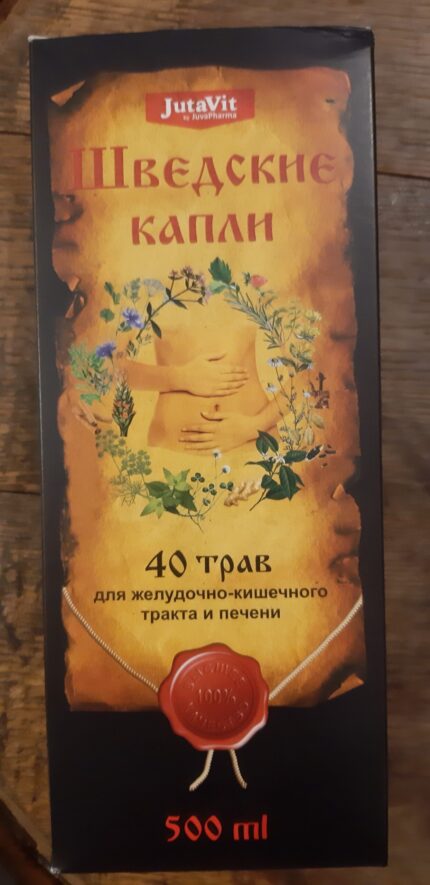 JutaVit
by JuvaPharma
Шведские
капли
40 трав
для желудочно-кишечного
тракта и печени
100%
500 ml